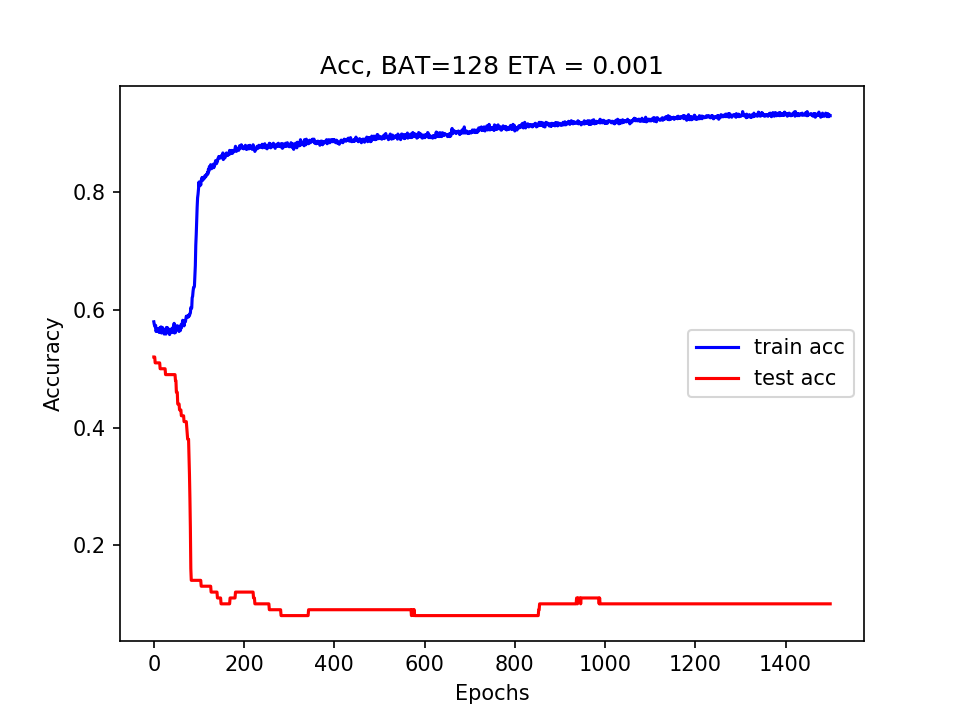 Acc, BAT=128 ETA = 0.001
Accuracy
0.8
0.6
0.4
0.2
train acc
test acc
0 200 400 600 800 1000 1200 1400
Epochs